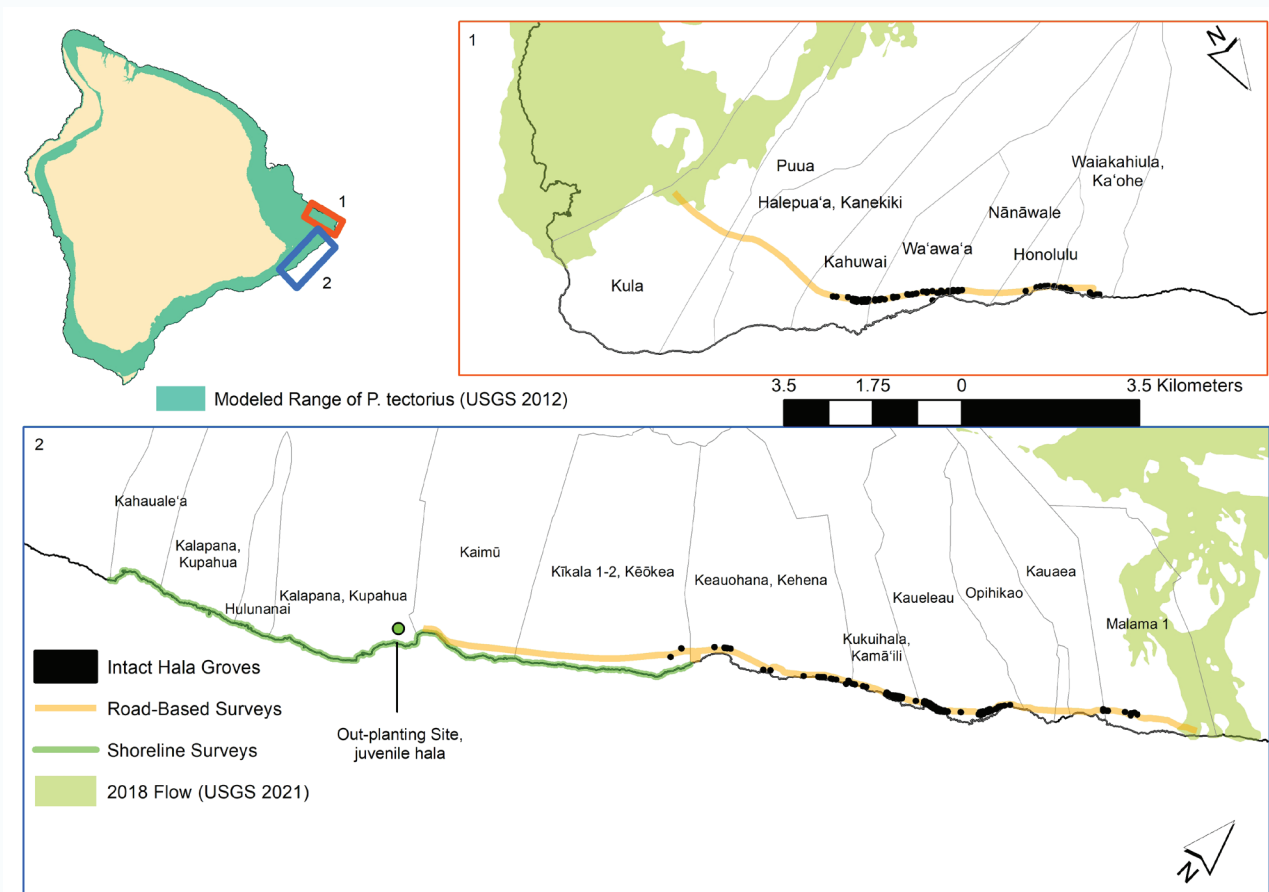 1
2
Modeled Range of P. tectorius (USGS 2012)
1
N
Puua
Halepuaʻa, Kanekiki
Waiakahiula,
Kaʻohe
Nānāwale
Waʻawaʻa
Honolulu
Kahuwai
Kula
3.5
1.75
0
3.5 Kilometers
2
Kahaualeʻa
Kalapana,
Kupahua
Hulunanai
Kalapana, Kupahua
Kaimū
Kīkala 1-2, Kēōkea
Keauohana, Kehena
Kukuihala,
Kamāʻili
Kaueleau
Opihikao
Kauaea
Malama 1
Out-planting Site,
juvenile hala
Intact Hala Groves
Road-Based Surveys
Shoreline Surveys
2018 Flow (USGS 2021)
N